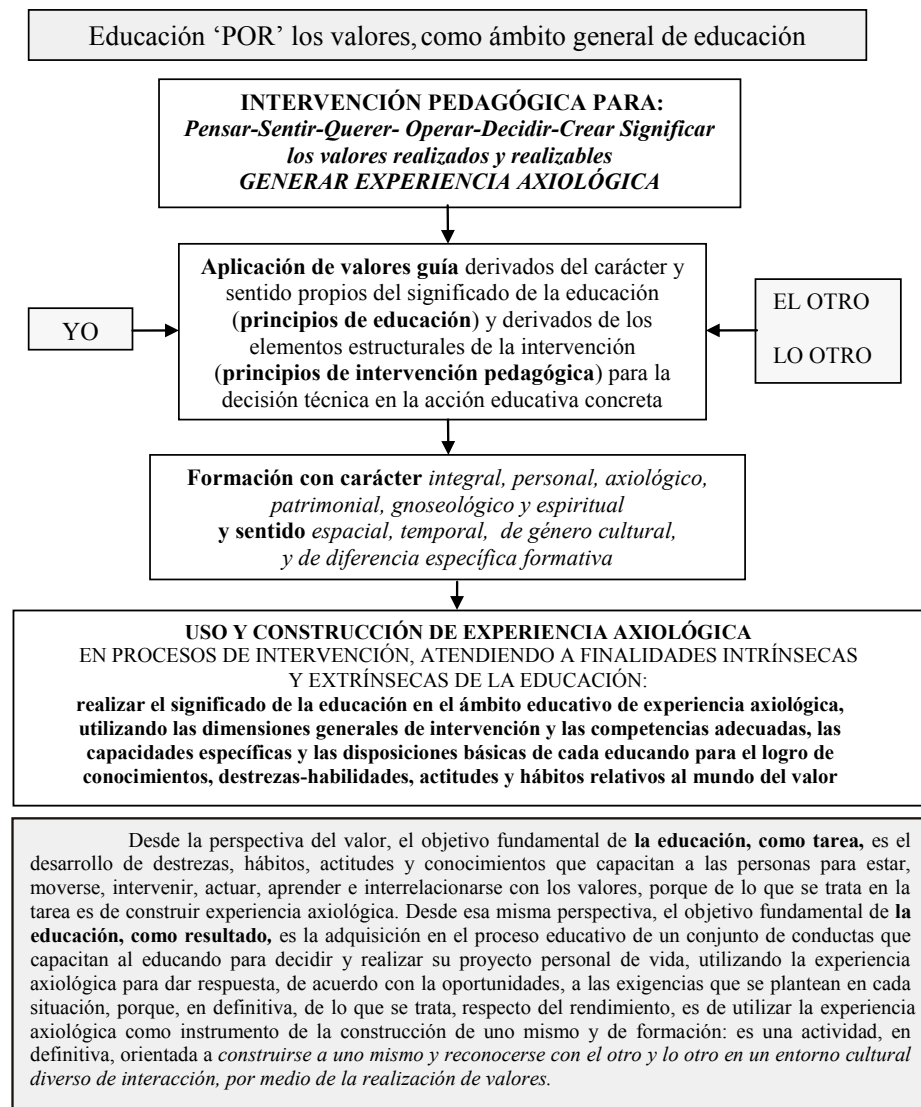 Educación ‘POR’ los valores, como ámbito general de educación
INTERVENCIÓN PEDAGÓGICA PARA:
Pensar-Sentir-Querer- Operar-Decidir-Crear Significar
los valores realizados y realizables
GENERAR EXPERIENCIA AXIOLÓGICA
Aplicación de valores guía derivados del carácter y
sentido propios del significado de la educación
(principios de educación) y derivados de los
elementos estructurales de la intervención
(principios de intervención pedagógica) para la
decisión técnica en la acción educativa concreta
YO
EL OTRO
LO OTRO
Formación con carácter integral, personal, axiológico,
patrimonial, gnoseológico y espiritual
y sentido espacial, temporal, de género cultural,
y de diferencia específica formativa
USO Y CONSTRUCCIÓN DE EXPERIENCIA AXIOLÓGICA
EN PROCESOS DE INTERVENCIÓN, ATENDIENDO A FINALIDADES INTRÍNSECAS
Y EXTRÍNSECAS DE LA EDUCACIÓN:
realizar el significado de la educación en el ámbito educativo de experiencia axiológica,
utilizando las dimensiones generales de intervención y las competencias adecuadas, las
capacidades específicas y las disposiciones básicas de cada educando para el logro de
conocimientos, destrezas-habilidades, actitudes y hábitos relativos al mundo del valor
Desde la perspectiva del valor, el objetivo fundamental de la educación, como tarea, es el
desarrollo de destrezas, hábitos, actitudes y conocimientos que capacitan a las personas para estar,
moverse, intervenir, actuar, aprender e interrelacionarse con los valores, porque de lo que se trata en la
tarea es de construir experiencia axiológica. Desde esa misma perspectiva, el objetivo fundamental de la
educación, como resultado, es la adquisición en el proceso educativo de un conjunto de conductas que
capacitan al educando para decidir y realizar su proyecto personal de vida, utilizando la experiencia
axiológica para dar respuesta, de acuerdo con la oportunidades, a las exigencias que se plantean en cada
situación, porque, en definitiva, de lo que se trata, respecto del rendimiento, es de utilizar la experiencia
axiológica como instrumento de la construcción de uno mismo y de formación: es una actividad, en
definitiva, orientada a construirse a uno mismo y reconocerse con el otro y lo otro en un entorno cultural
diverso de interacción, por medio de la realización de valores.